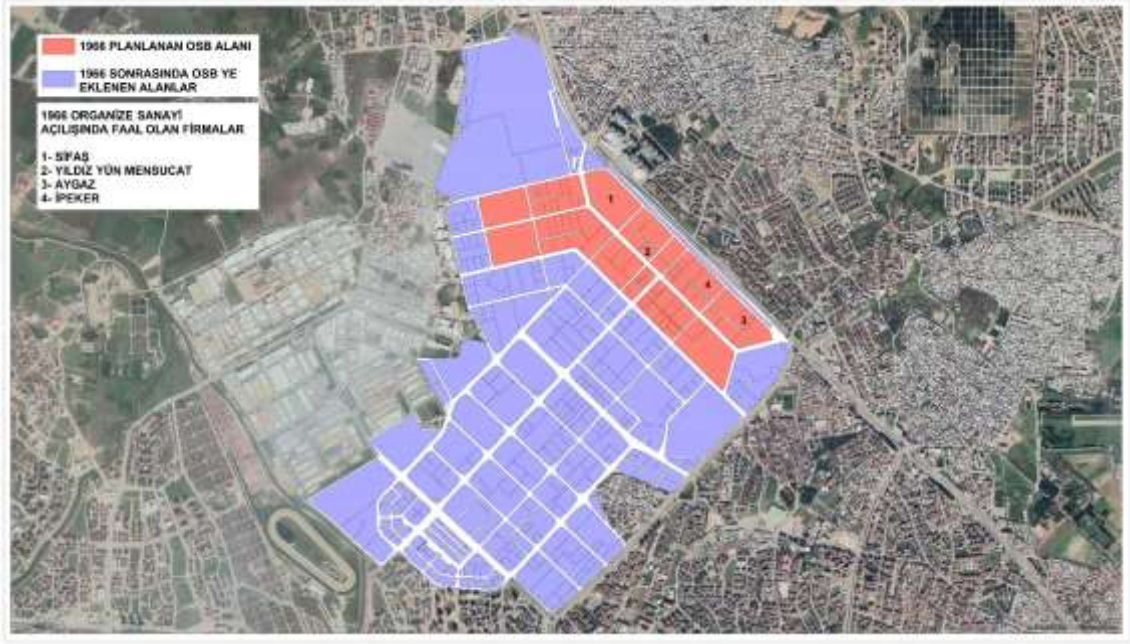 1966 PLANLANAN OSB ALANI
1966 SONRASINDA OSB YE
EKLENEN ALANLAR
1966 ORGANİZE SANAYİ
AÇILIŞINDA FAAL OLAN FİRMALAR
1- SİFAŞ
2- YILDIZ YÜN MENSUCAT
3- AYGAZ
4- İPEKER
1
2
4
3